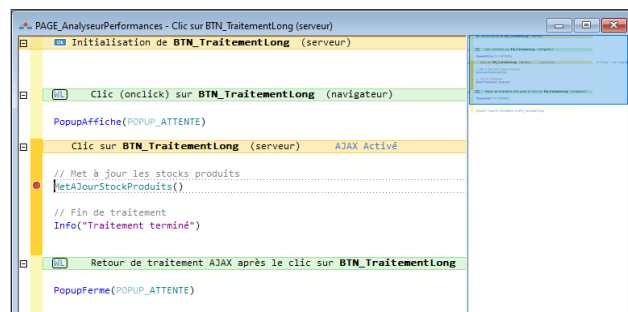 PAGE_AnalyseurPerformances - Clic sur BTN_TraitementLong (serveur)
Initialisation de BTN_TraitementLong (serveur)
WL Clic (onclick) sur BTN_TraitementLong (navigateur)
PopupAffiche(POPUP_ATTENTE)
Clic sur BTN_TraitementLong (serveur) AJAX Activé
// Met à jour les stocks produits
MetAJourStockProduits()
// Fin de traitement
Info("Traitement terminé")
WL Retour de traitement AJAX après le clic sur BTN_TraitementLong
PopupFerme(POPUP_ATTENTE)